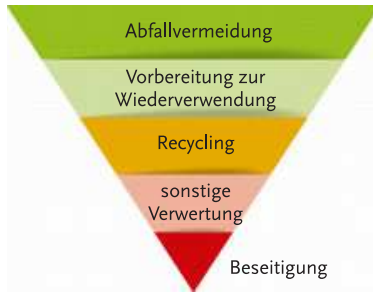 Abfallvermeidung
Vorbereitung zur
Wiederverwendung
Recycling
sonstige
Verwertung
Beseitigung